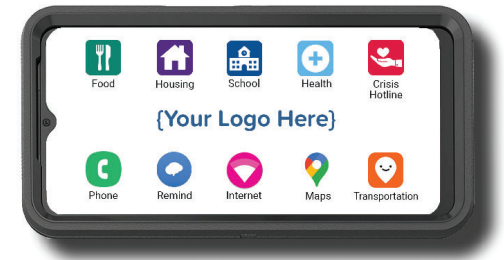 Food
Housing
School
Health
Crisis
Hotline
{Your Logo Here}
Phone
Remind
Internet
Maps
Transportation